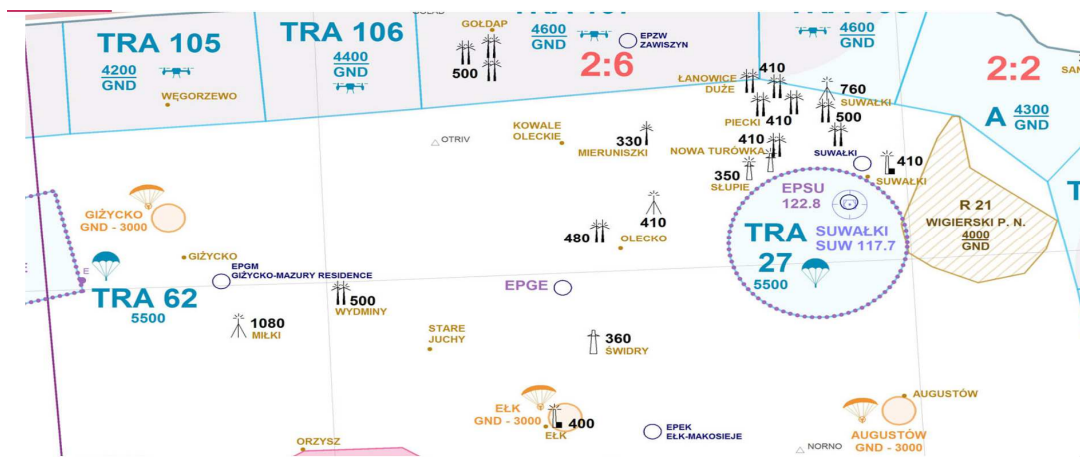 TRA 105
4200
GND
WĘGORZEWO
TRA 106
4400
GND
GOŁDAP
500
4600
GND
EPZW
ZAWISZYN
2:6
4600
GND
2:2
A 4300
GND
ŁANOWICE
DUŻE
410
760
SUWAŁKI
PIECKI 410
500
OTRIV
KOWALE
OLECKIE
330
MIERUNISZKI
410
NOWA TURÓWKA
350
SŁUPIE
SUWAŁKI
410
SUWAŁKI
EPSU
122.8
SUWAŁKI
SUW 117.7
TRA
27
5500
R 21
WIGIERSKI P. N.
4000
GND
GIŻYCKO
GND - 3000
GIŻYCKO
E
TRA 62
5500
EPGM
GIŻYCKO-MAZURY RESIDENCE
500
WYDMINY
1080
MIŁKI
410
480
OLECKO
EPGE
STARE
JUCHY
360
ŚWIDRY
EŁK
GND - 3000
400
EŁK
EPEK
EŁK-MAKOSIEJE
ORZYSZ
NORNO
AUGUSTÓW
AUGUSTÓW
GND - 3000